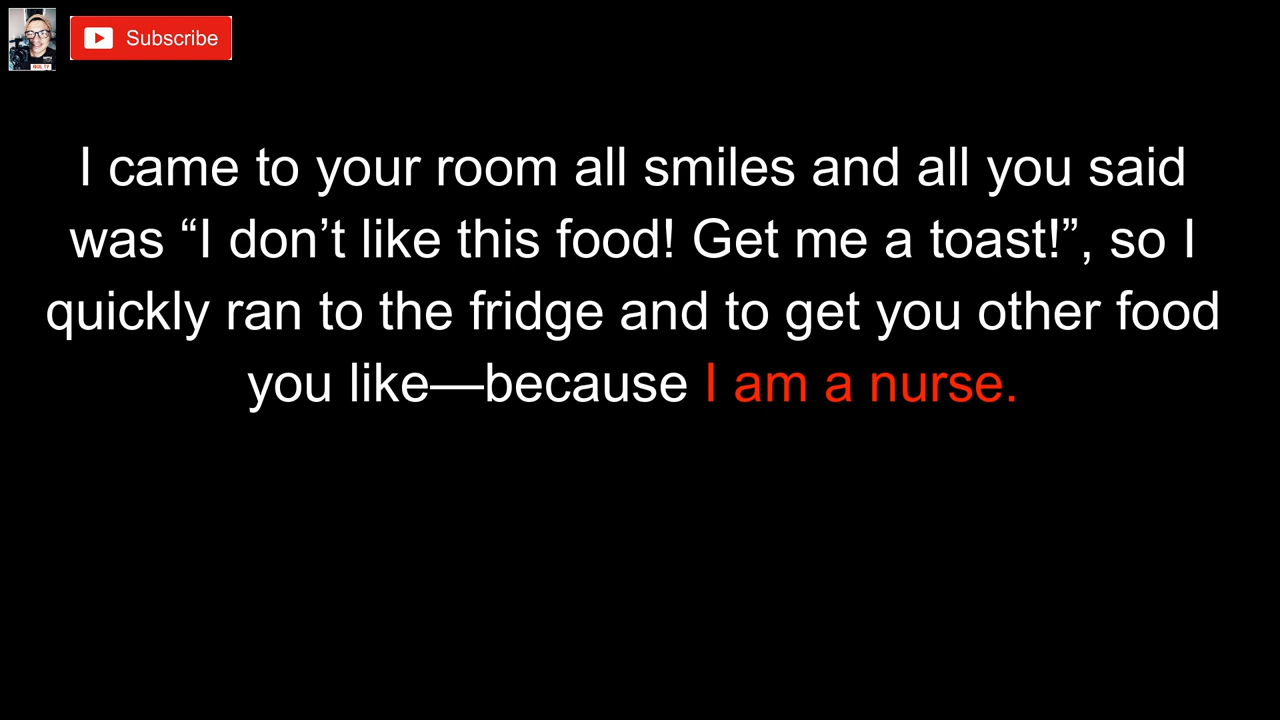 Subscribe
I came to your room all smiles and all you said
was “I don’t like this food! Get me a toast!”, so I
quickly ran to the fridge and to get you other food
you like—because I am a nurse.